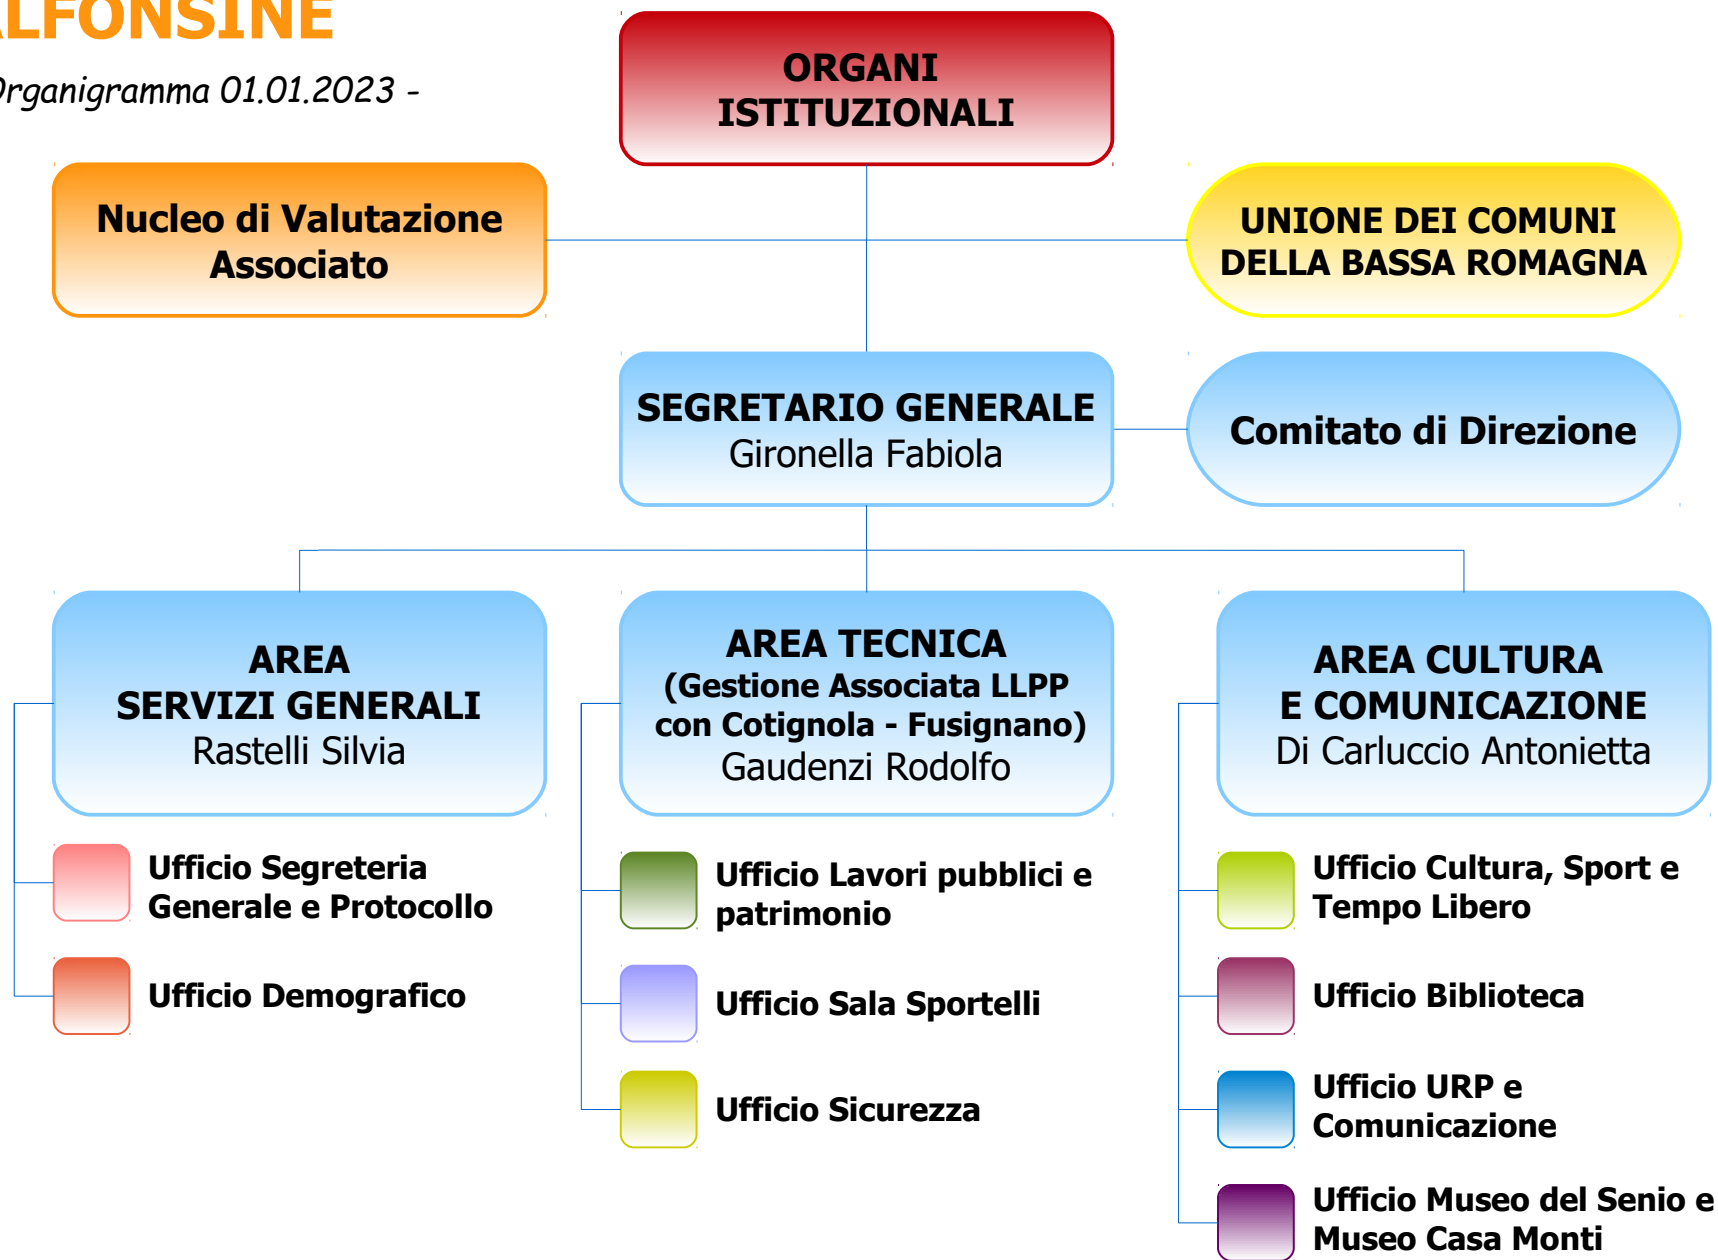 ALFONSINE
Organigramma 01.01.2023 -
ORGANI
ISTITUZIONALI
Nucleo di Valutazione
Associato
UNIONE DEI COMUNI
DELLA BASSA ROMAGNA
SEGRETARIO GENERALE
Gironella Fabiola
Comitato di Direzione
AREA
SERVIZI GENERALI
Rastelli Silvia
AREA TECNICA
(Gestione Associata LLPP
con Cotignola - Fusignano)
Gaudenzi Rodolfo
AREA CULTURA
E COMUNICAZIONE
Di Carluccio Antonietta
Ufficio Segreteria
Generale e Protocollo
Ufficio Demografico
Ufficio Lavori pubblici e
patrimonio
Ufficio Sala Sportelli
Ufficio Sicurezza
Ufficio Cultura, Sport e
Tempo Libero
Ufficio Biblioteca
Ufficio URP e
Comunicazione
Ufficio Museo del Senio e
Museo Casa Monti